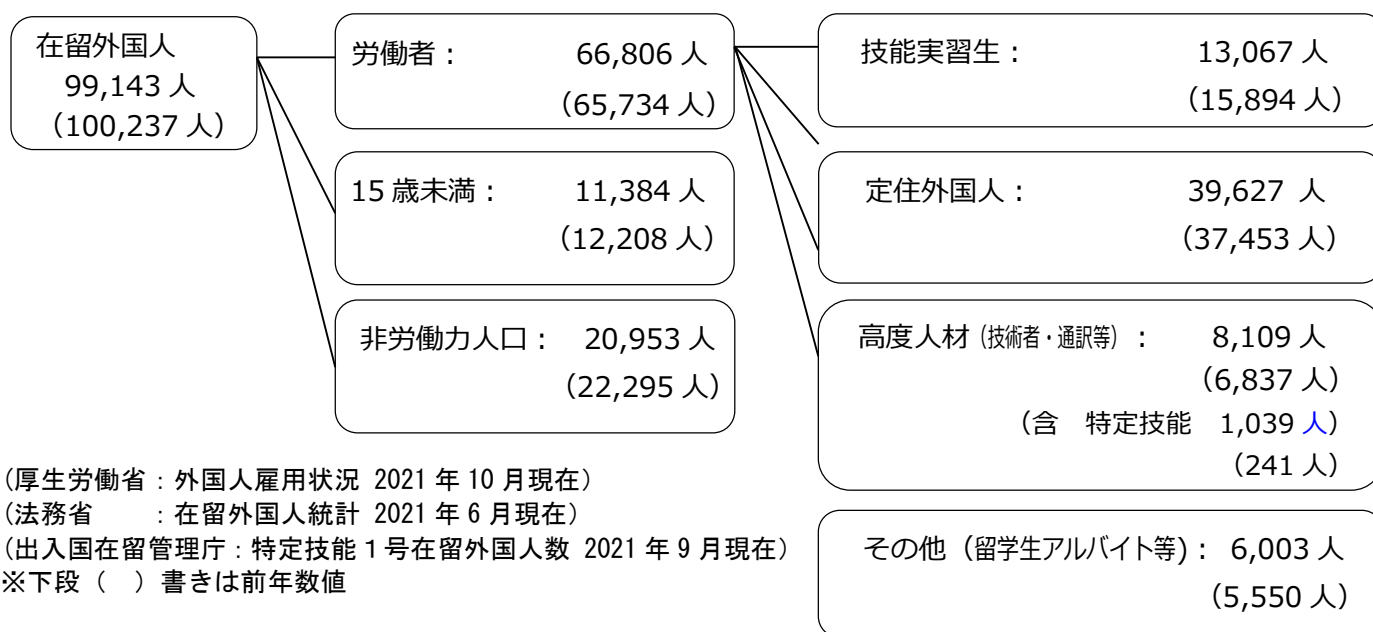 在留外国人
99,143 人
（100,237 人）
労働者： 66,806 人
（65,734 人）
15 歳未満： 11,384 人
（12,208 人）
非労働力人口： 20,953 人
（22,295 人）
技能実習生： 13,067 人
（15,894 人）
定住外国人： 39,627 人
（37,453 人）
高度人材（技術者・通訳等）： 8,109 人
（6,837 人）
（含　特定技能　1,039 人）
（241 人）
その他（留学生アルバイト等）： 6,003 人
（5,550 人）
（厚生労働省：外国人雇用状況 2021 年 10 月現在）
（法務省　　：在留外国人統計 2021 年 6 月現在）
（出入国在留管理庁：特定技能１号在留外国人数 2021 年 9 月現在）
※下段（　）書きは前年数値